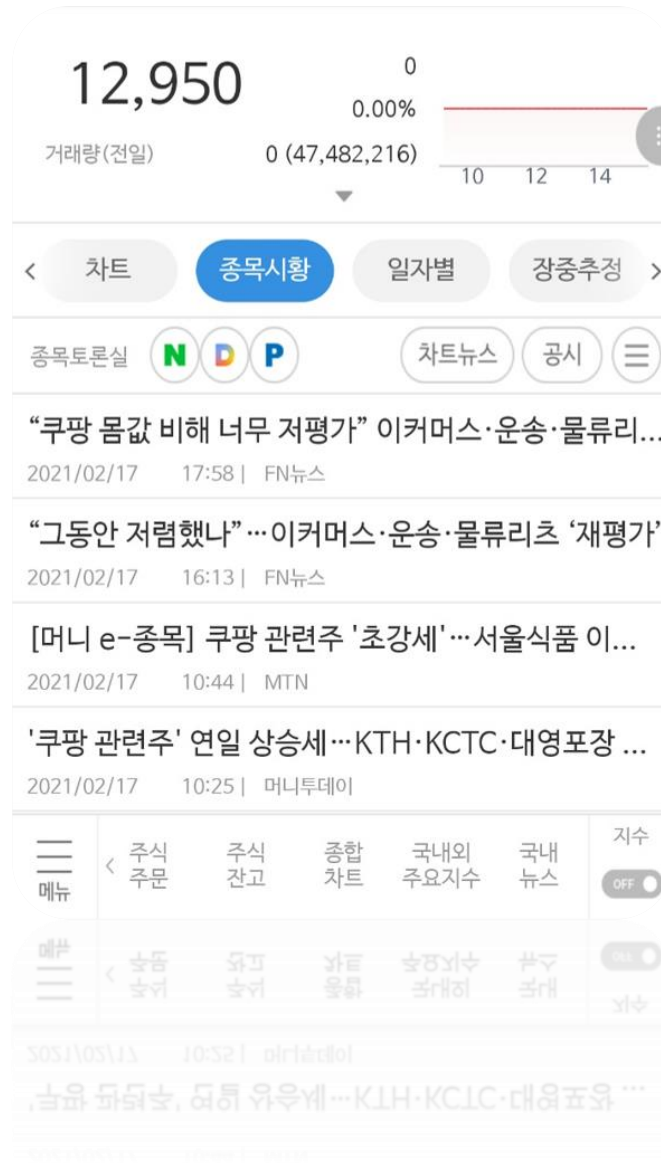 12,950
0
0.00%
거래량(전일) 0 (47,482,216)
10 12 14
차트 종목시황 일자별 장중추정
종목토론실 N D P 차트뉴스 공시
“쿠팡 몸값 비해 너무 저평가” 이커머스·운송·물류리...
2021/02/17 17:58 | FN뉴스
“그동안 저렴했나”…이커머스·운송·물류리츠 ‘재평가’
2021/02/17 16:13 | FN뉴스
[머니 e-종목] 쿠팡 관련주 '초강세'…서울식품 이...
2021/02/17 10:44 | MTN
'쿠팡 관련주' 연일 상승세…KTH·KCTC·대영포장 ...
2021/02/17 10:25 | 머니투데이
메뉴
주식 주문
주식 잔고
종합 차트
국내외 주요지수
국내 뉴스
지수
OFF